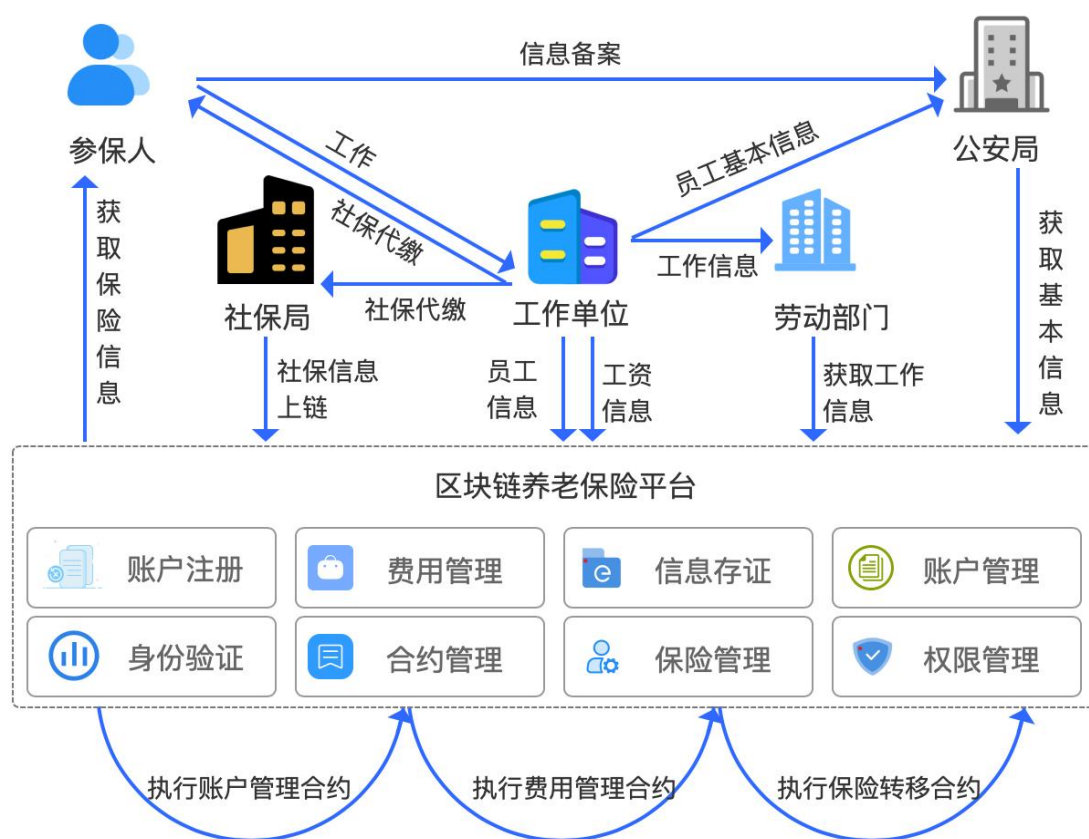 信息备案
参保人
公安局
工作
社保代缴
员工基本信息
获取保险信息
获取基本信息
工作信息
社保代缴
社保局
工作单位
劳动部门
社保信息
上链
员工
信息
工资
信息
获取工作
信息
区块链养老保险平台
账户注册
费用管理
信息存证
账户管理
身份验证
合约管理
保险管理
权限管理
执行账户管理合约
执行费用管理合约
执行保险转移合约